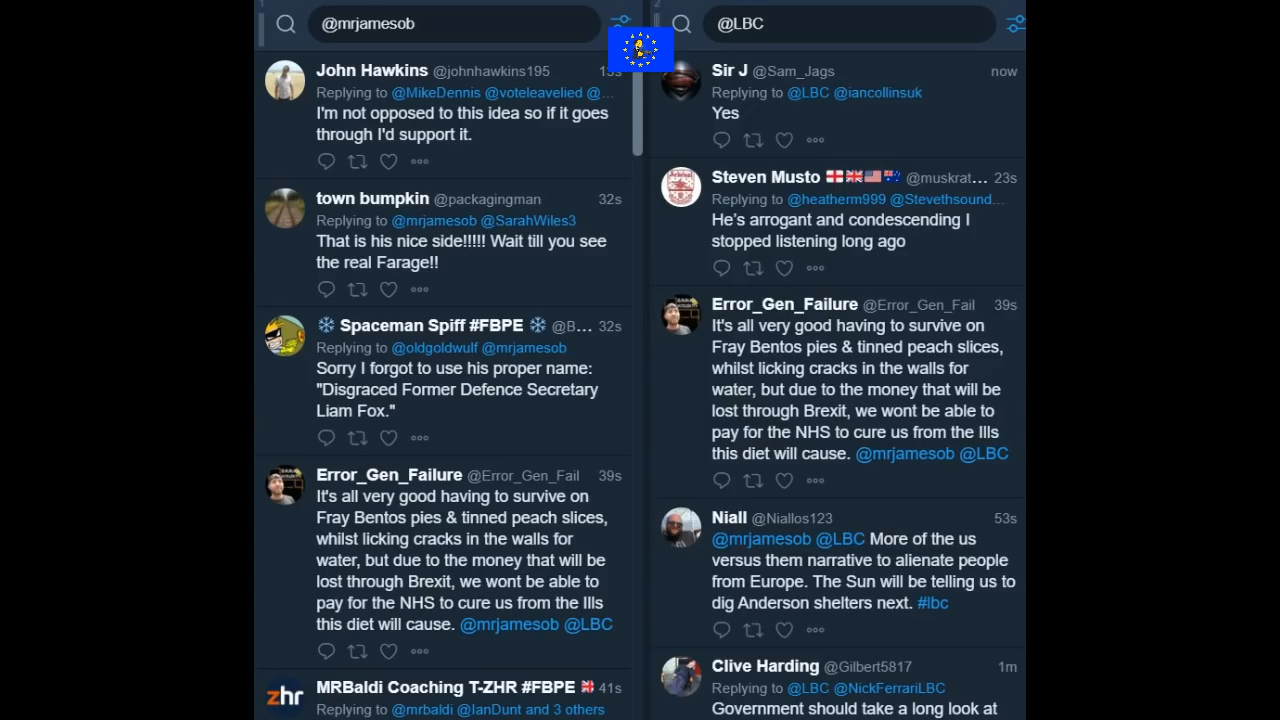 1
@mrjamesob
John Hawkins @johnhawkins195
Replying to @MikeDennis @voteleavelied @...
I'm not opposed to this idea so if it goes
through I'd support it.
town bumpkin @packagingman 32s
Replying to @mrjamesob @SarahWiles3
That is his nice side!!!!! Wait till you see
the real Farage!!
Spaceman Spiff #FBPE @B... 32s
Replying to @oldgoldwulf @mrjamesob
Sorry I forgot to use his proper name:
"Disgraced Former Defence Secretary
Liam Fox."
Error_Gen_Failure @Error_Gen_Fail 39s
It's all very good having to survive on
Fray Bentos pies & tinned peach slices,
whilst licking cracks in the walls for
water, but due to the money that will be
lost through Brexit, we wont be able to
pay for the NHS to cure us from the Ills
this diet will cause. @mrjamesob @LBC
zhr
MRBaldi Coaching T-ZHR #FBPE 41s
Replying to @mrbaldi @IanDunt and 3 others
2
@LBC
Sir J @Sam_Jags now
Replying to @LBC @iancollinsuk
Yes
Steven Musto @muskrat... 23s
Replying to @heatherm999 @Stevethsound...
He's arrogant and condescending I
stopped listening long ago
Error_Gen_Failure @Error_Gen_Fail 39s
It's all very good having to survive on
Fray Bentos pies & tinned peach slices,
whilst licking cracks in the walls for
water, but due to the money that will be
lost through Brexit, we wont be able to
pay for the NHS to cure us from the Ills
this diet will cause. @mrjamesob @LBC
Niall @Niallos123 53s
@mrjamesob @LBC More of the us
versus them narrative to alienate people
from Europe. The Sun will be telling us to
dig Anderson shelters next. #lbc
Clive Harding @Gilbert5817 1m
Replying to @LBC @NickFerrariLBC
Government should take a long look at